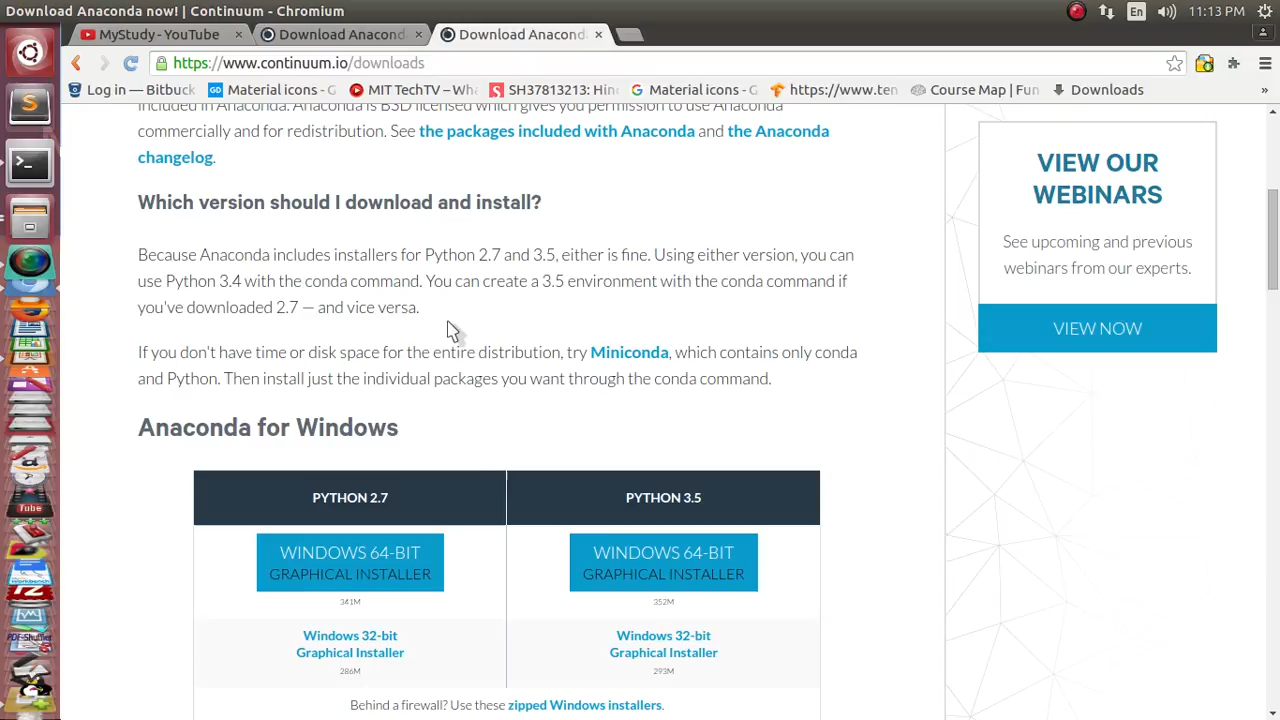 Download Anaconda now! | Continuum - Chromium
En
11:13 PM
MyStudy - YouTube
Download Anacond
Download Anacond
https://www.continuum.io/downloads
Log in — Bitbuck
Material icons - G
MIT TechTV – Wha
SH37813213: Hin
Material icons - G
https://www.ten
Course Map | Fun
Downloads
included in Anaconda. Anaconda is BSD licensed which gives you permission to use Anaconda
commercially and for redistribution. See the packages included with Anaconda and the Anaconda
changelog.
Which version should I download and install?
Because Anaconda includes installers for Python 2.7 and 3.5, either is fine. Using either version, you can
use Python 3.4 with the conda command. You can create a 3.5 environment with the conda command if
you've downloaded 2.7 — and vice versa.
If you don't have time or disk space for the entire distribution, try Miniconda, which contains only conda
and Python. Then install just the individual packages you want through the conda command.
Anaconda for Windows
PYTHON 2.7
PYTHON 3.5
WINDOWS 64-BIT
GRAPHICAL INSTALLER
341M
WINDOWS 64-BIT
GRAPHICAL INSTALLER
352M
Windows 32-bit
Graphical Installer
286M
Windows 32-bit
Graphical Installer
293M
Behind a firewall? Use these zipped Windows installers.
VIEW OUR
WEBINARS
See upcoming and previous
webinars from our experts.
VIEW NOW
Tube
PDF-Shuffler